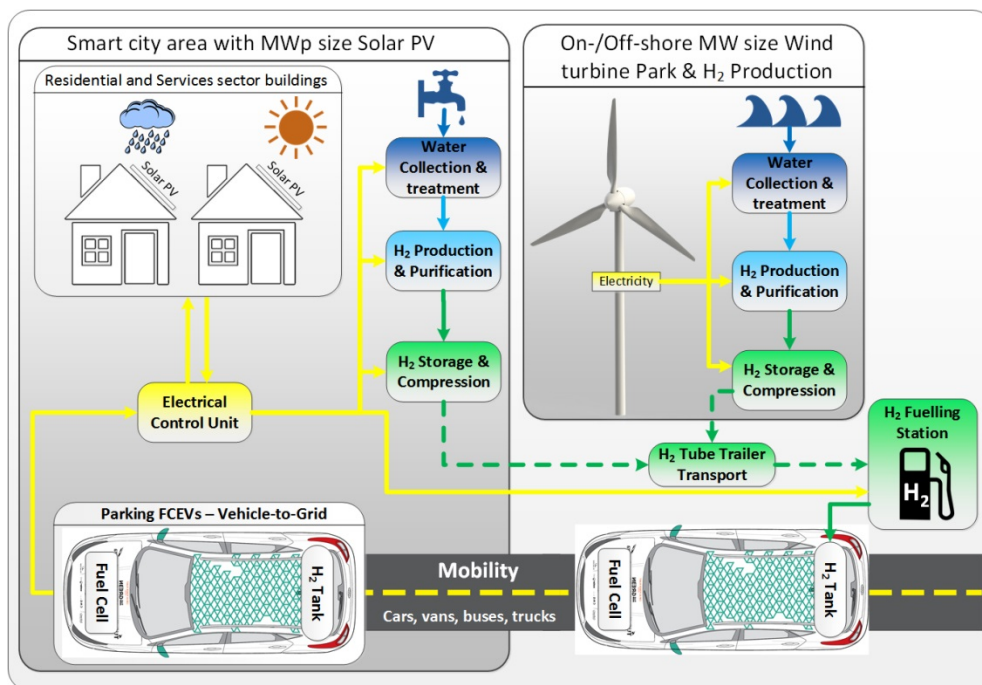 Smart city area with MWp size Solar PV
Residential and Services sector buildings
Solar PV
Solar PV
Water
Collection &
treatment
H₂ Production
& Purification
H₂ Storage &
Compression
Electrical
Control Unit
On-/Off-shore MW size Wind
turbine Park & H₂ Production
Electricity
Water
Collection &
treatment
H₂ Production
& Purification
H₂ Storage &
Compression
H₂ Tube Trailer
Transport
H₂ Fuelling
Station
H₂
Parking FCEVs – Vehicle-to-Grid
Fuel Cell
H₂ Tank
Mobility
Cars, vans, buses, trucks
Fuel Cell
H₂ Tank